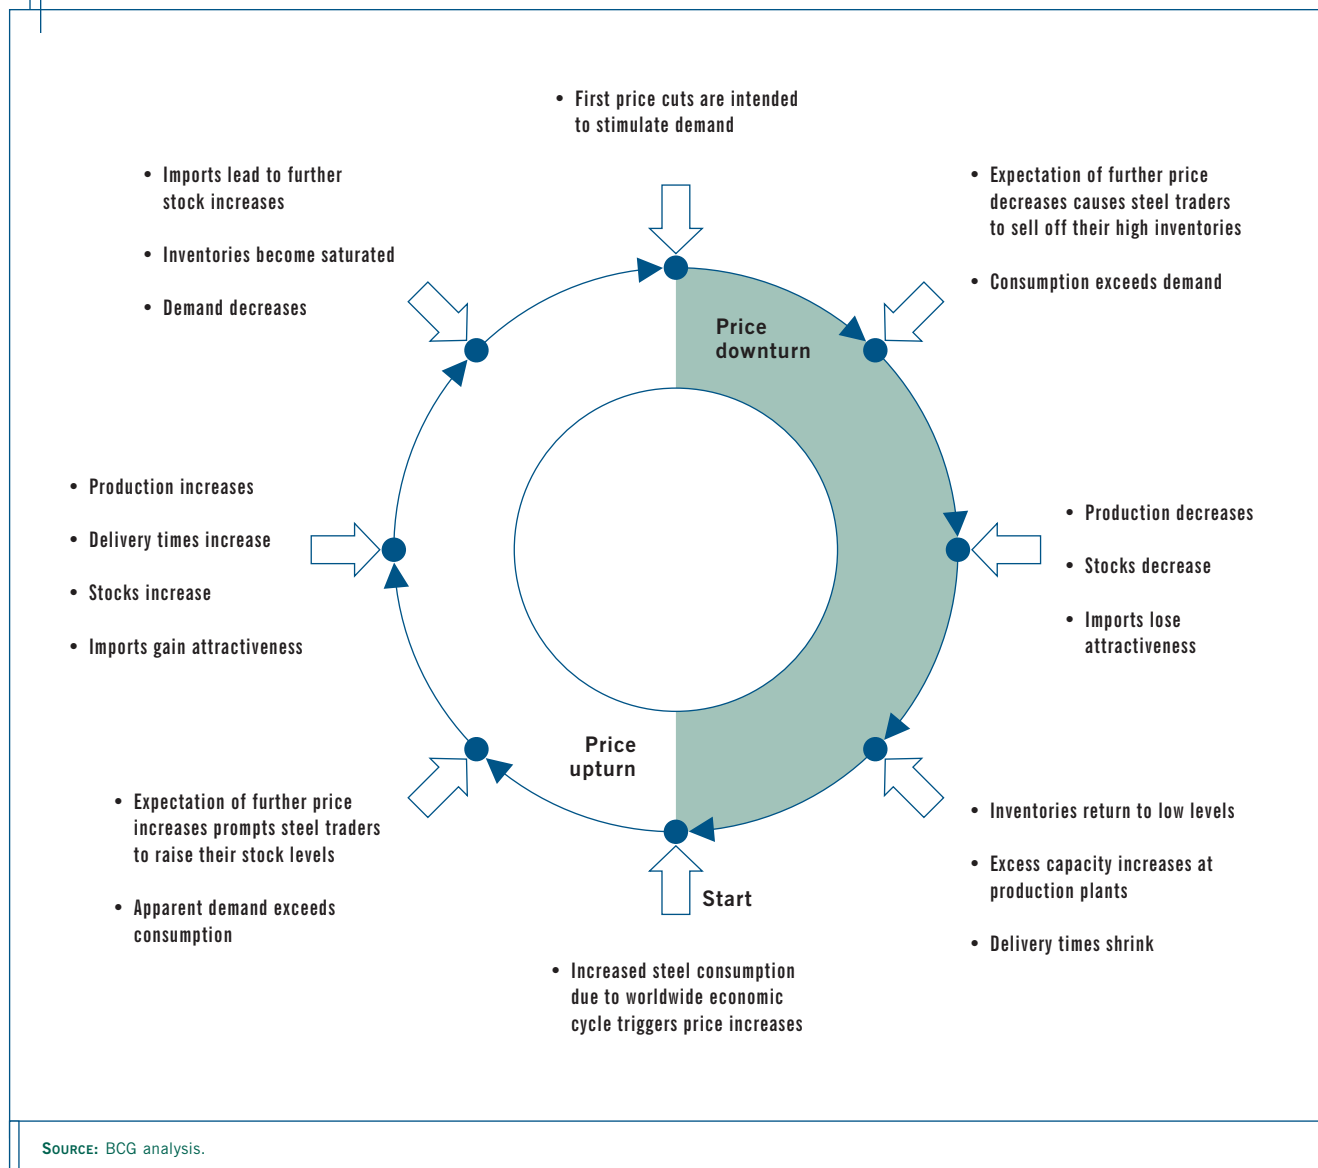 • First price cuts are intended
to stimulate demand
• Imports lead to further
stock increases
• Inventories become saturated
• Demand decreases
• Expectation of further price
decreases causes steel traders
to sell off their high inventories
• Consumption exceeds demand
Price
downturn
• Production increases
• Delivery times increase
• Stocks increase
• Imports gain attractiveness
• Production decreases
• Stocks decrease
• Imports lose
attractiveness
Price
upturn
• Expectation of further price
increases prompts steel traders
to raise their stock levels
• Apparent demand exceeds
consumption
Start
• Increased steel consumption
due to worldwide economic
cycle triggers price increases
• Inventories return to low levels
• Excess capacity increases at
production plants
• Delivery times shrink
SOURCE: BCG analysis.